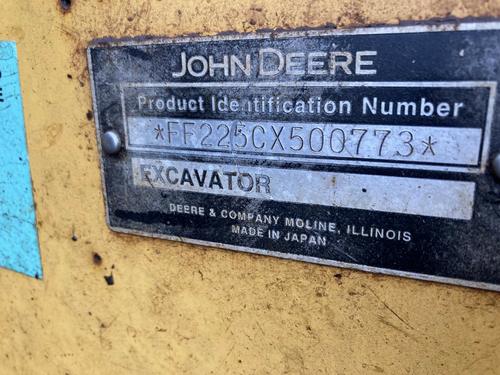 JOHN DEERE
Product Identification Number
*FF225CX500773*
EXCAVATOR
DEERE & COMPANY MOLINE, ILLINOIS
MADE IN JAPAN